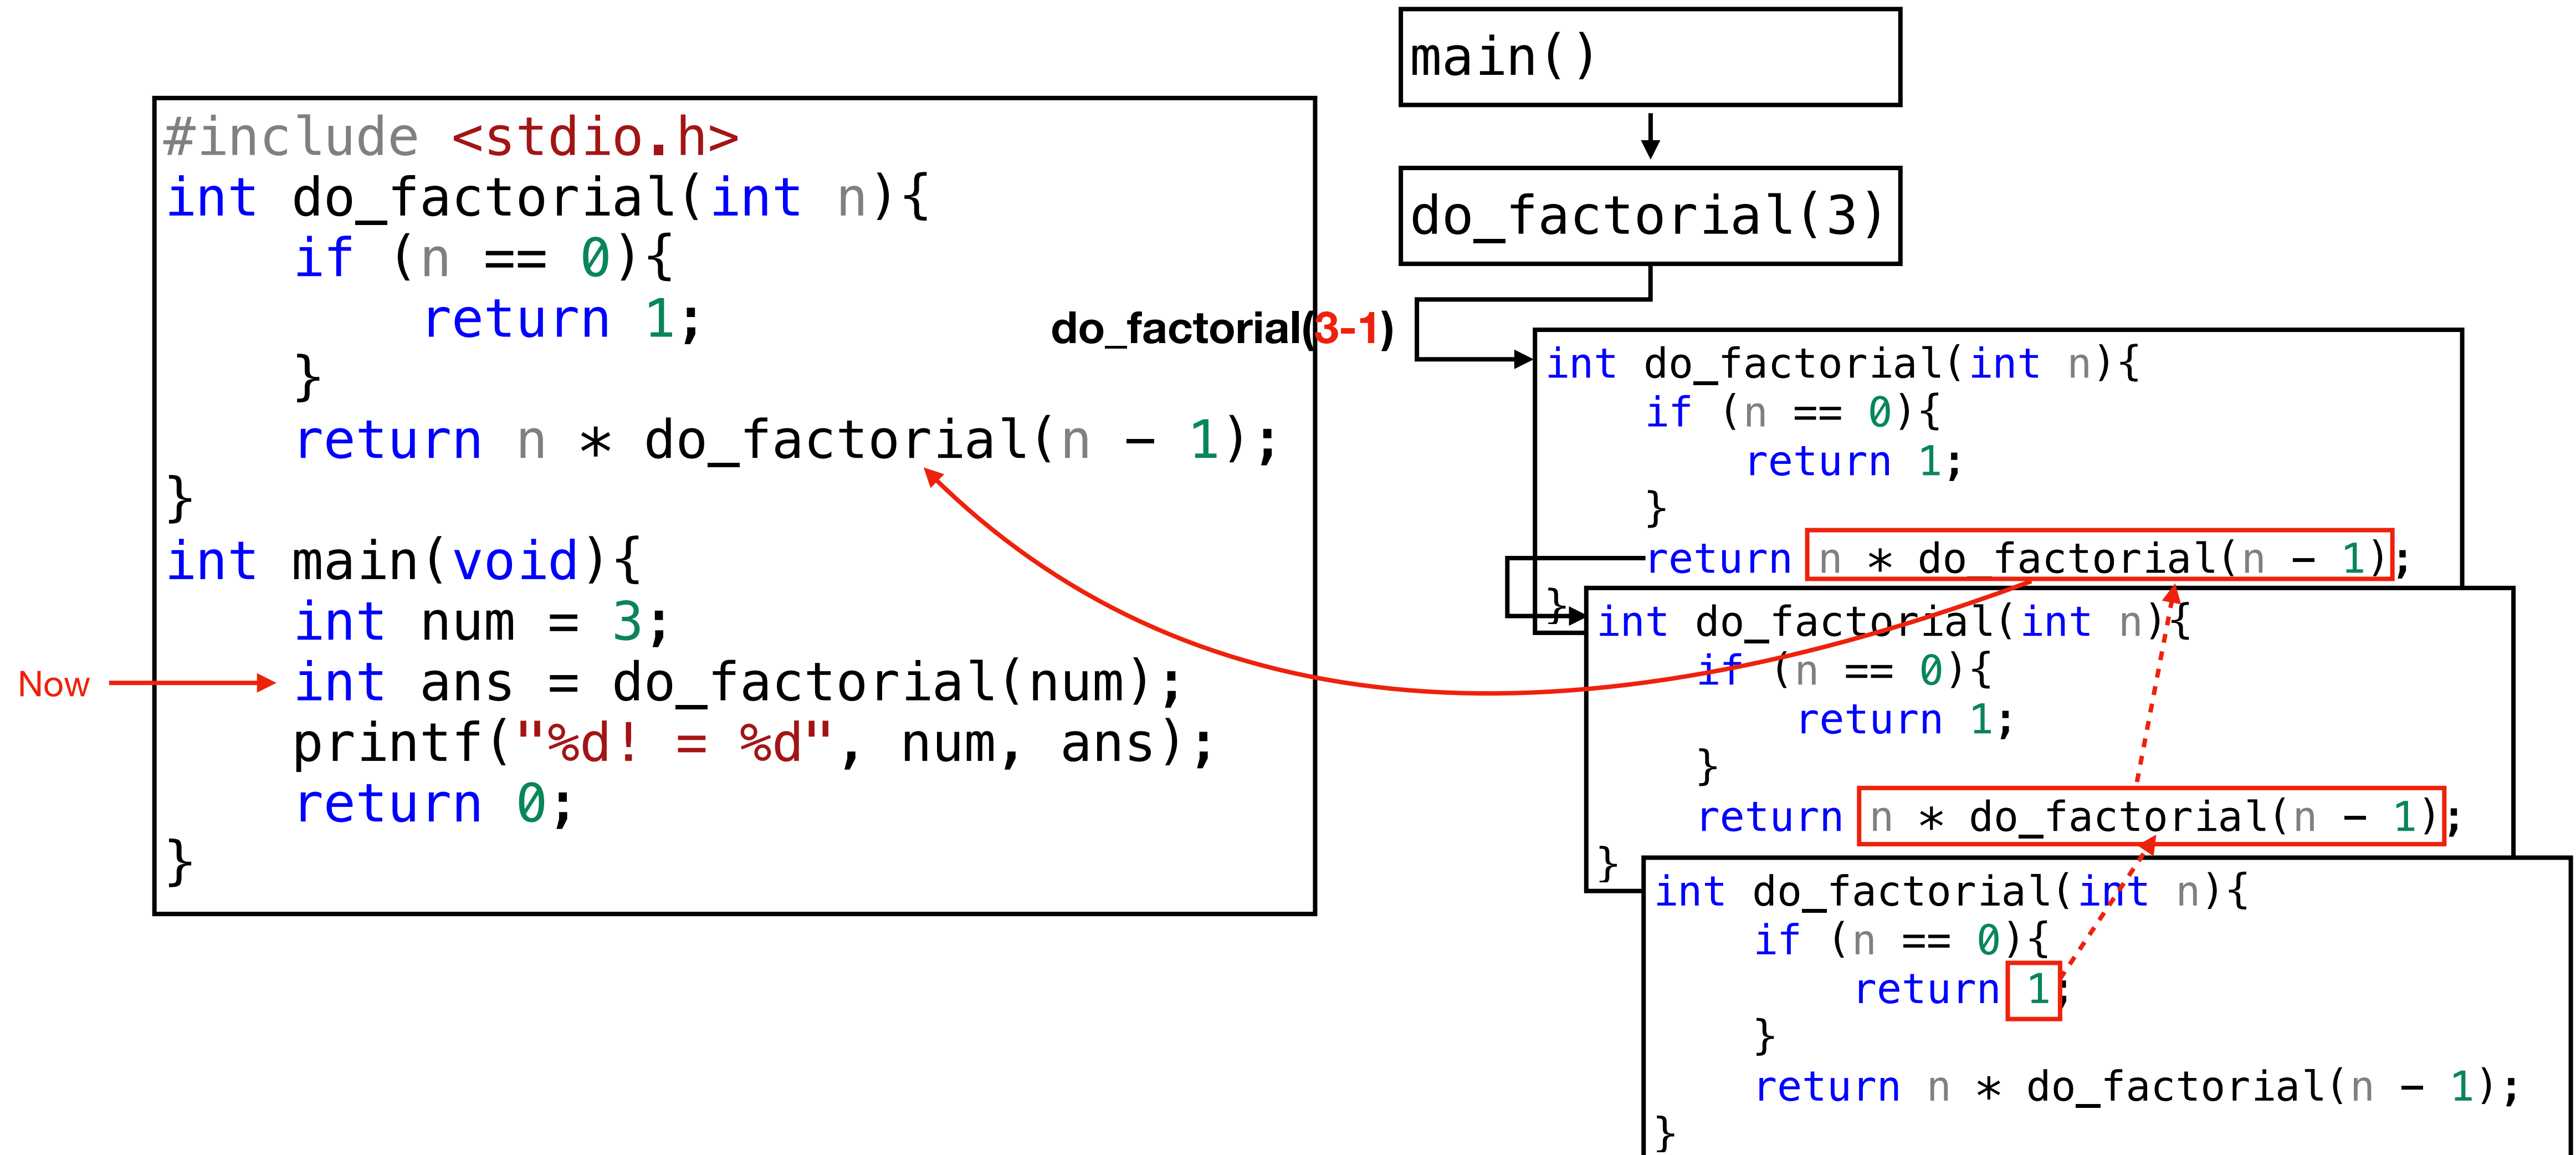 #include <stdio.h>
int do_factorial(int n){
    if (n == 0){
        return 1;
    }
    return n * do_factorial(n - 1);
}
int main(void){
    int num = 3;
    int ans = do_factorial(num);
    printf("%d! = %d", num, ans);
    return 0;
}
Now
main()
do_factorial(3)
do_factorial(3-1)
int do_factorial(int n){
    if (n == 0){
        return 1;
    }
    return n * do_factorial(n - 1);
}
int do_factorial(int n){
    if (n == 0){
        return 1;
    }
    return n * do_factorial(n - 1);
}
int do_factorial(int n){
    if (n == 0){
        return 1;
    }
    return n * do_factorial(n - 1);
}